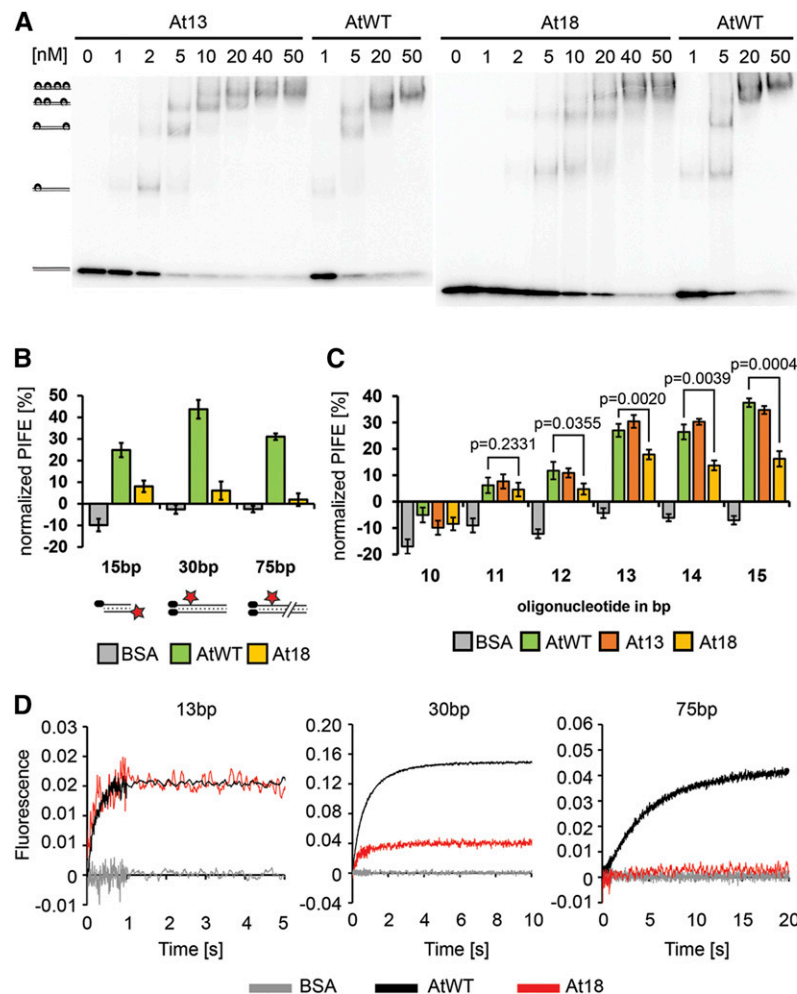 A
At13 AtWT At18 AtWT
[nM] 0 1 2 5 10 20 40 50 1 5 20 50 0 1 2 5 10 20 40 50 1 5 20 50
B
normalized PIFE [%]
50
40
30
20
10
0
-10
-20
15bp 30bp 75bp
BSA AtWT At18
C
normalized PIFE [%]
40
30
20
10
0
-10
-20
p=0.2331
p=0.0355
p=0.0020
p=0.0039
p=0.0004
10 11 12 13 14 15
oligonucleotide in bp
BSA AtWT At13 At18
D
13bp 30bp 75bp
Fluorescence
0.03
0.02
0.02
0.01
0.01
0
-0.01
0 1 2 3 4 5
Time [s]
0.20
0.16
0.12
0.08
0.04
0
-0.04
0 2 4 6 8 10
Time [s]
0.06
0.05
0.04
0.03
0.02
0.01
0
-0.01
0 5 10 15 20
Time [s]
BSA AtWT At18